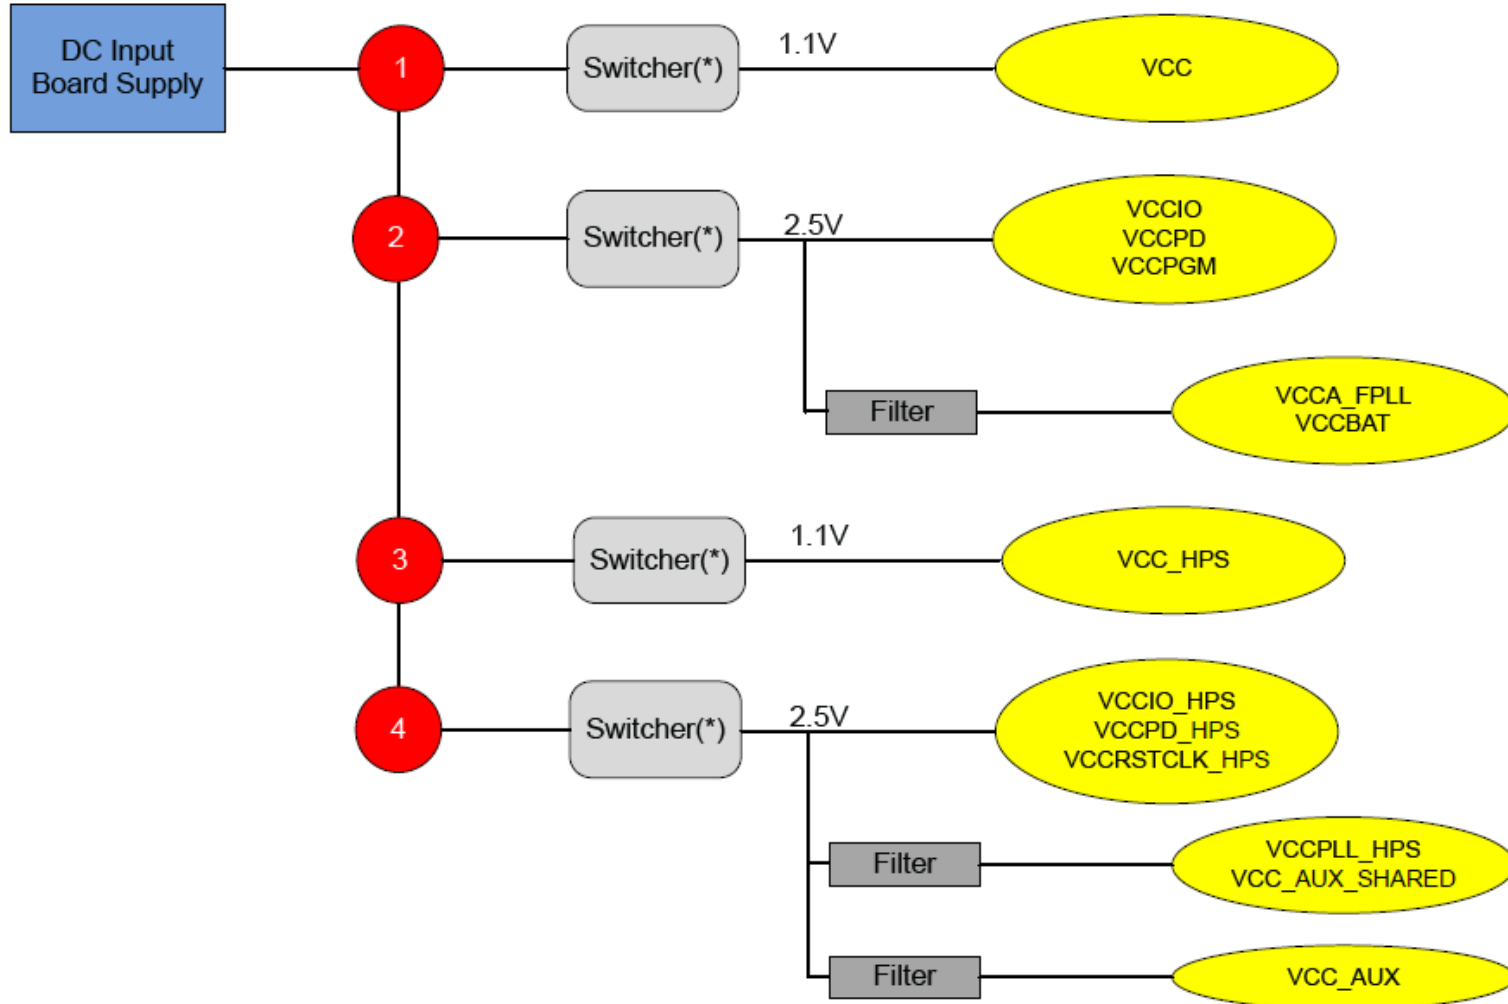 DC Input
Board Supply
1
Switcher(*)
1.1V
VCC
2
Switcher(*)
2.5V
VCCIO
VCCPD
VCCPGM
Filter
VCCA_FPLL
VCCBAT
3
Switcher(*)
1.1V
VCC_HPS
4
Switcher(*)
2.5V
VCCIO_HPS
VCCPD_HPS
VCCRSTCLK_HPS
Filter
VCCPLL_HPS
VCC_AUX_SHARED
Filter
VCC_AUX